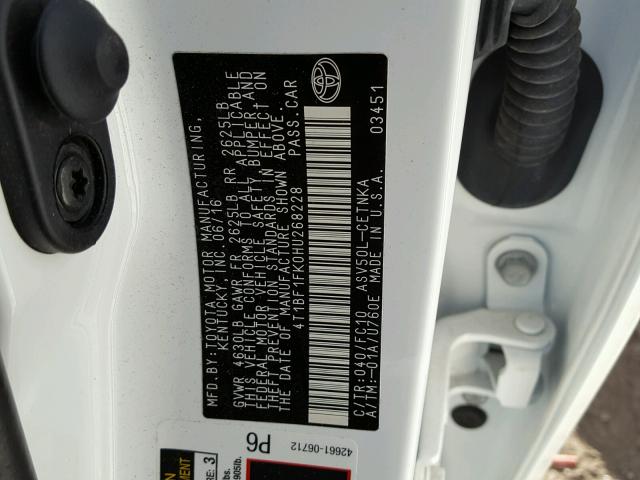 MFD.BY:TOYOTA MOTOR MANUFACTURING,
KENTUCKY, INC. 06/16
GVWR 4630LB GAWR FR 2625LB RR 2625LB
THIS VEHICLE CONFORMS TO ALL APPLICABLE
FEDERAL MOTOR VEHICLE SAFETY, BUMPER AND
THEFT PREVENTION STANDARDS IN EFFECT ON
THE DATE OF MANUFACTURE SHOWN ABOVE.
4T1BF1FK0HU268228 PASS.CAR
03451
C/TR:040/FC10 ASV50L-CETNKA
A/TM:-01A/U760E MADE IN U.S.A.
42661-06712
P6